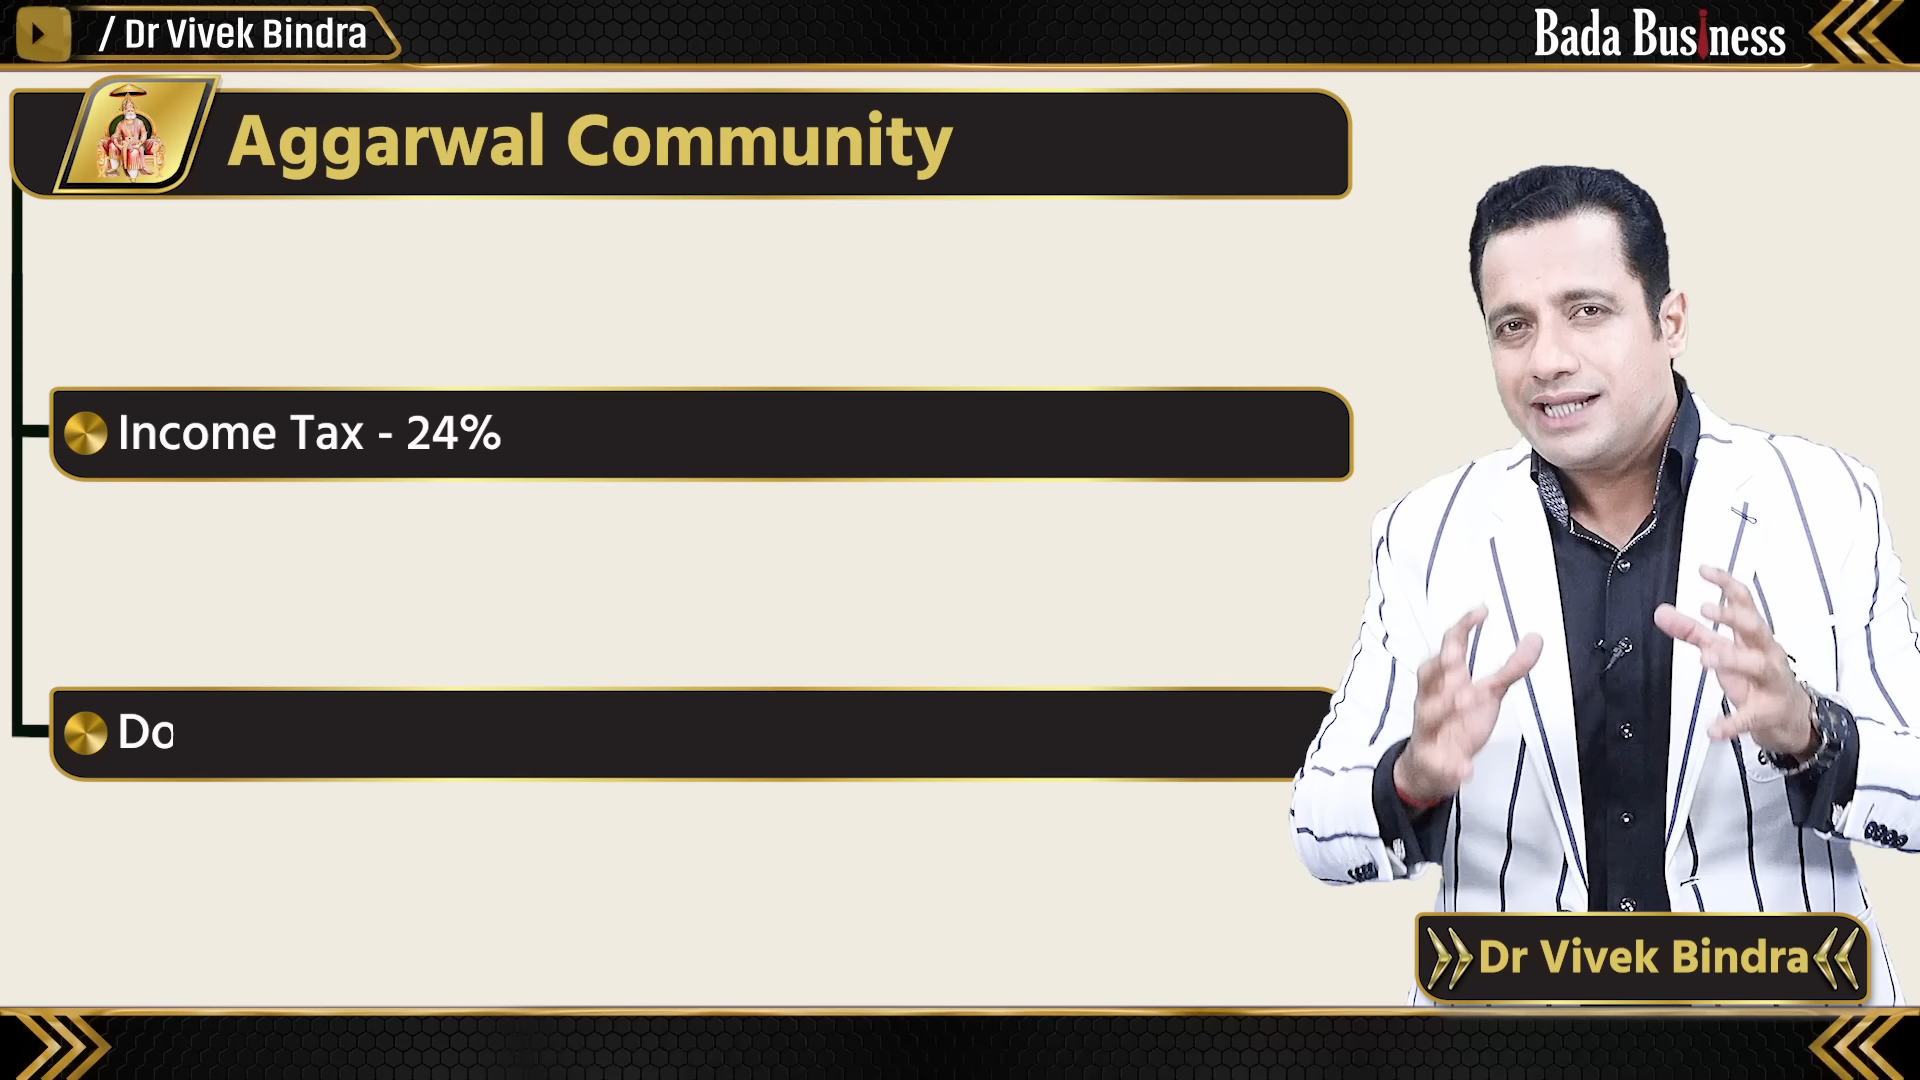 / Dr Vivek Bindra
Bada Business
Aggarwal Community
Income Tax - 24%
Do
Dr Vivek Bindra